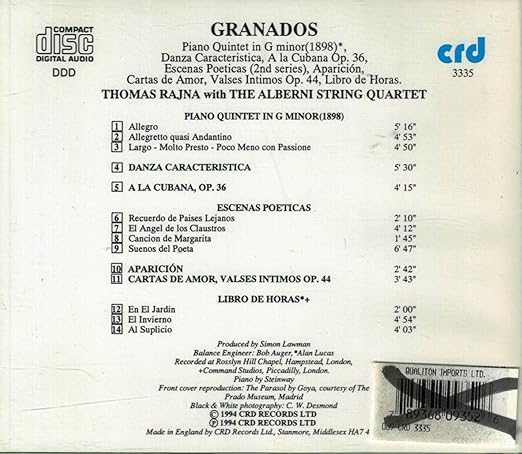 COMPACT
disc
DIGITAL AUDIO
DDD
GRANADOS
Piano Quintet in G minor(1898)*,
Danza Caracteristica, A la Cubana Op. 36,
Escenas Poeticas (2nd series), Aparición,
Cartas de Amor, Valses Intimos Op. 44, Libro de Horas.
crd
3335
THOMAS RAJNA with THE ALBERNI STRING QUARTET
PIANO QUINTET IN G MINOR(1898)
1 Allegro 5' 16"
2 Allegretto quasi Andantino 4' 53"
3 Largo - Molto Presto - Poco Meno con Passione 4' 50"
4 DANZA CARACTERISTICA 5' 30"
5 A LA CUBANA, OP. 36 4' 15"
ESCENAS POETICAS
6 Recuerdo de Paises Lejanos 2' 10"
7 El Angel de los Claustros 4' 12"
8 Cancion de Margarita 1' 45"
9 Suenos del Poeta 6' 47"
10 APARICIÓN 2' 42"
11 CARTAS DE AMOR, VALSES INTIMOS OP. 44 3' 43"
LIBRO DE HORAS*+
12 En El Jardin 2' 00"
13 El Invierno 4' 54"
14 Al Suplicio 4' 03"
Produced by Simon Lawman
Balance Engineer: Bob Auger,*Alan Lucas
Recorded at Rosslyn Hill Chapel, Hampstead, London,
+Command Studios, Piccadilly, London.
Piano by Steinway
Front cover reproduction: The Parasol by Goya, courtesy of The
Prado Museum, Madrid
Black & White photography: C. W. Desmond
Ⓟ1994 CRD RECORDS LTD
©1994 CRD RECORDS LTD
Made in England by CRD Records Ltd., Stanmore, Middlesex HA7 4
QUALITON IMPORTS LTD.
89368 09352 6
CRD 3335